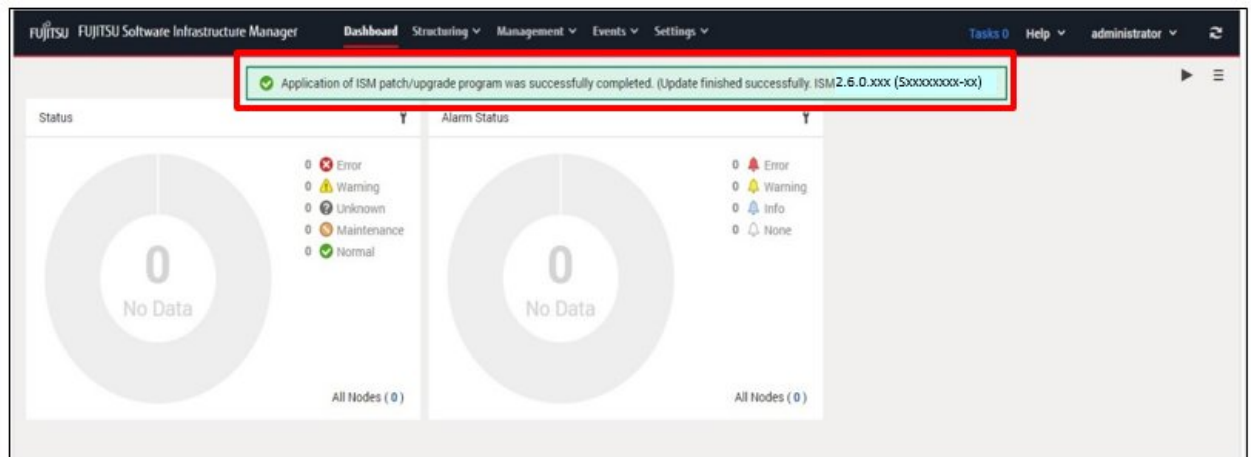 FUJITSU FUJITSU Software Infrastructure Manager Dashboard Structuring Management Events Settings Tasks 0 Help administrator
Application of ISM patch/upgrade program was successfully completed. (Update finished successfully. ISM2.6.0.xxx (Sxxxxxxxx-xx)
Status
0 Error
0 Warning
0 Unknown
0 Maintenance
0 Normal
0
No Data
All Nodes ( 0 )
Alarm Status
0 Error
0 Warning
0 Info
0 None
0
No Data
All Nodes ( 0 )